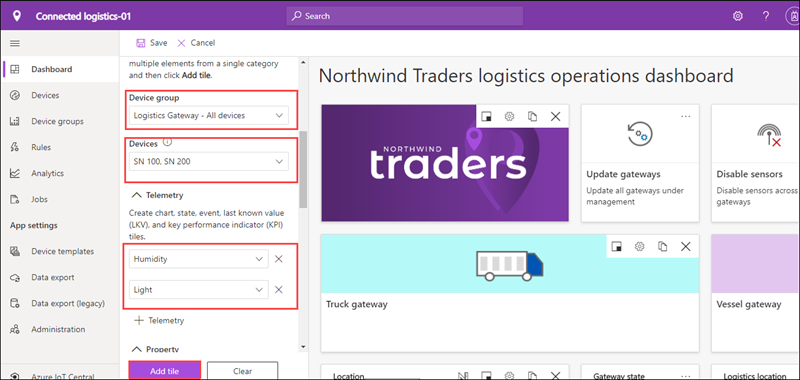 Connected logistics-01
Search
Save
Cancel
Dashboard
Devices
Device groups
Rules
Analytics
Jobs
App settings
Device templates
Data export
Data export (legacy)
Administration
Azure IoT Central
multiple elements from a single category
and then click Add tile.
Device group
Logistics Gateway - All devices
Devices
SN 100, SN 200
Telemetry
Create chart, state, event, last known value
(LKV), and key performance indicator (KPI)
tiles.
Humidity
Light
Telemetry
Property
Add tile
Clear
Northwind Traders logistics operations dashboard
NORTHWIND
traders
Update gateways
Update all gateways under
management
Disable sensors
Disable sensors across
gateways
Truck gateway
Vessel gateway
Location
Gateway state
Logistics location